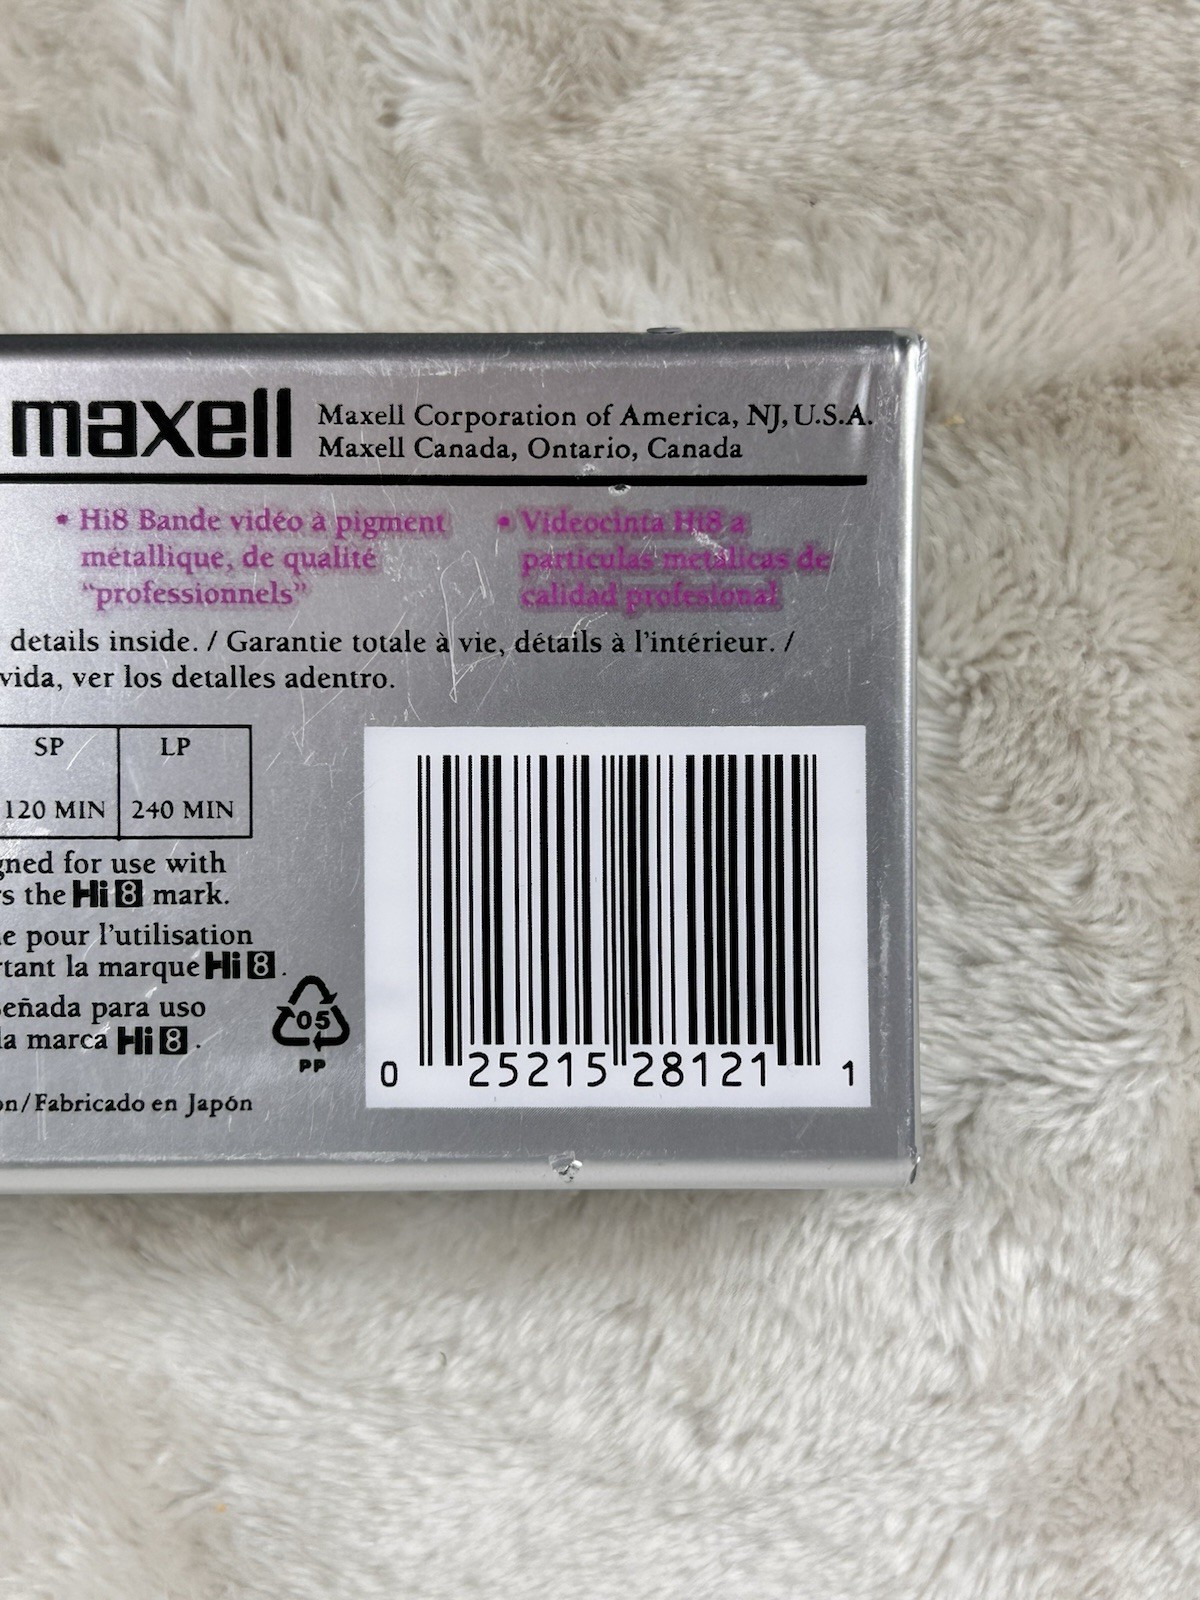 maxell
Maxell Corporation of America, NJ, U.S.A.
Maxell Canada, Ontario, Canada
• Hi8 Bande vidéo à pigment
métallique, de qualité
“professionnels”
• Videocinta Hi8 a
particulas metálicas de
calidad profesional
details inside. / Garantie totale à vie, détails à l'intérieur. /
vida, ver los detalles adentro.
SP LP
120 MIN 240 MIN
gned for use with
s the Hi8 mark.
e pour l'utilisation
rtant la marque Hi8.
señada para uso
la marca Hi8.
on/Fabricado en Japón
05
PP
0 25215 28121 1